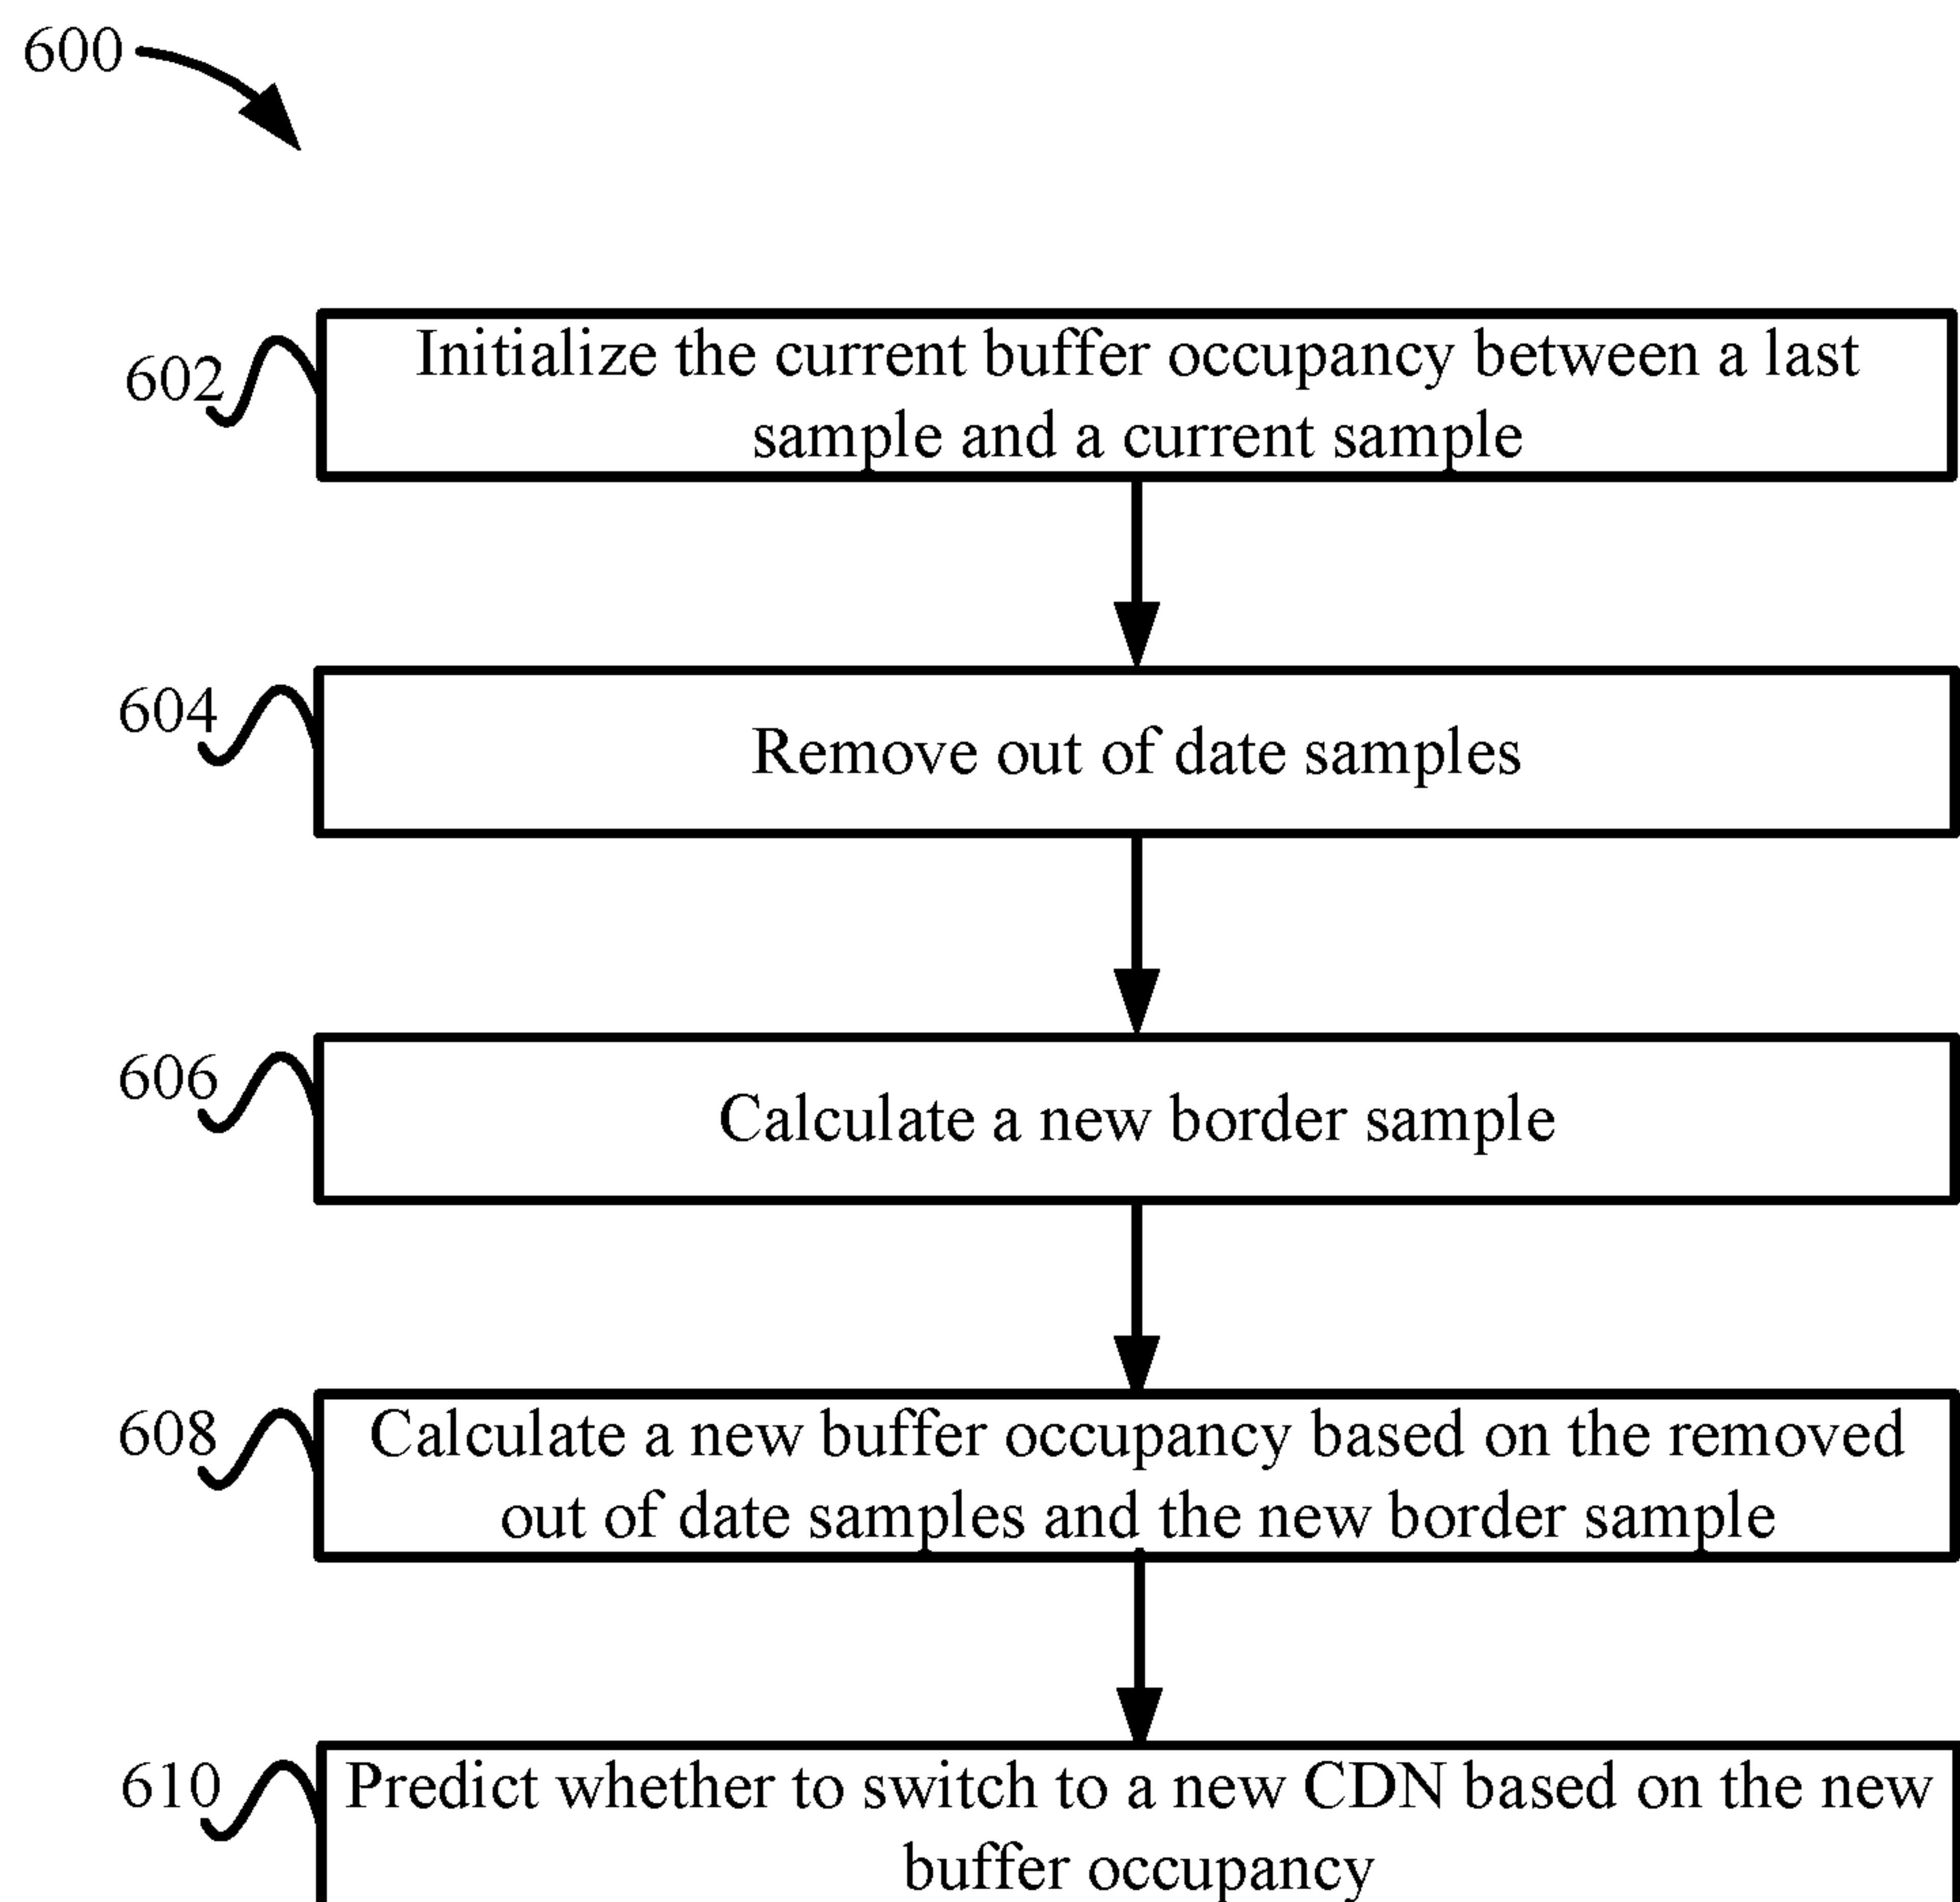 600
602
Initialize the current buffer occupancy between a last
sample and a current sample
604
Remove out of date samples
606
Calculate a new border sample
608
Calculate a new buffer occupancy based on the removed
out of date samples and the new border sample
610
Predict whether to switch to a new CDN based on the new
buffer occupancy